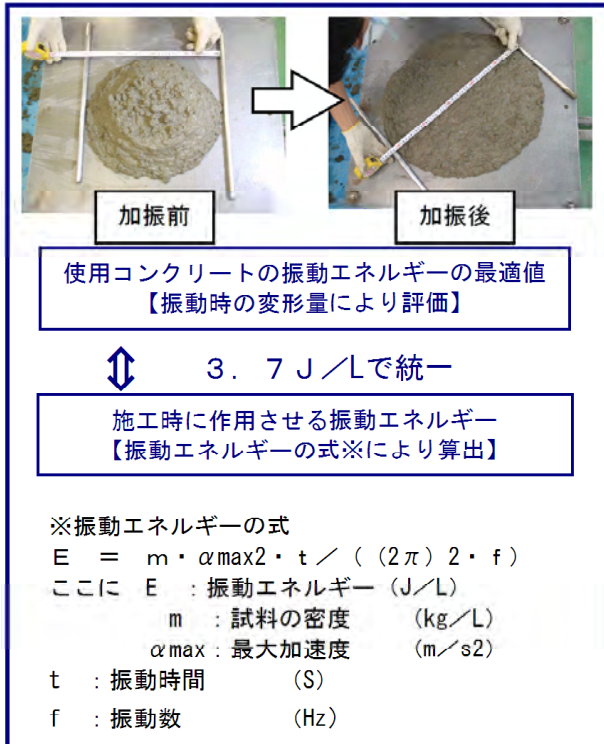 加振前
加振後
使用コンクリートの振動エネルギーの最適値
【振動時の変形量により評価】
3．7J／Lで統一
施工時に作用させる振動エネルギー
【振動エネルギーの式※により算出】
※振動エネルギーの式
E ＝ m・αmax2・t／((2π)2・f)
ここに E ：振動エネルギー(J/L)
m ：試料の密度 (kg／L)
αmax：最大加速度 (m／s2)
t ：振動時間 (S)
f ：振動数 (Hz)